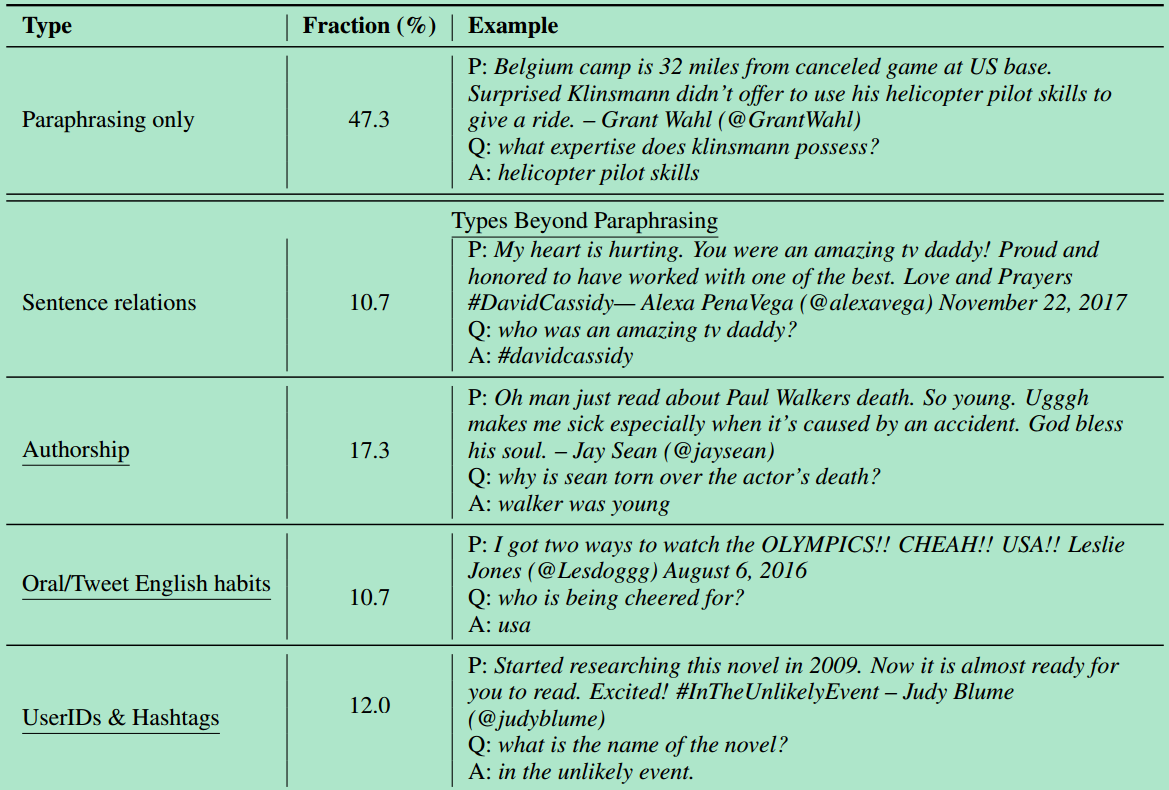 Type Fraction (%) Example
P: Belgium camp is 32 miles from canceled game at US base.
Surprised Klinsmann didn't offer to use his helicopter pilot skills to
Paraphrasing only 47.3 give a ride. – Grant Wahl (@GrantWahl)
Q: what expertise does klinsmann possess?
A: helicopter pilot skills
Types Beyond Paraphrasing
P: My heart is hurting. You were an amazing tv daddy! Proud and
honored to have worked with one of the best. Love and Prayers
Sentence relations 10.7 #DavidCassidy— Alexa PenaVega (@alexavega) November 22, 2017
Q: who was an amazing tv daddy?
A: #davidcassidy
P: Oh man just read about Paul Walkers death. So young. Ugggh
makes me sick especially when it's caused by an accident. God bless
Authorship 17.3 his soul. – Jay Sean (@jaysean)
Q: why is sean torn over the actor's death?
A: walker was young
P: I got two ways to watch the OLYMPICS!! CHEAH!! USA!! Leslie
Jones (@Lesdoggg) August 6, 2016
Oral/Tweet English habits 10.7 Q: who is being cheered for?
A: usa
P: Started researching this novel in 2009. Now it is almost ready for
you to read. Excited! #InTheUnlikelyEvent – Judy Blume
UserIDs & Hashtags 12.0 (@judyblume)
Q: what is the name of the novel?
A: in the unlikely event.